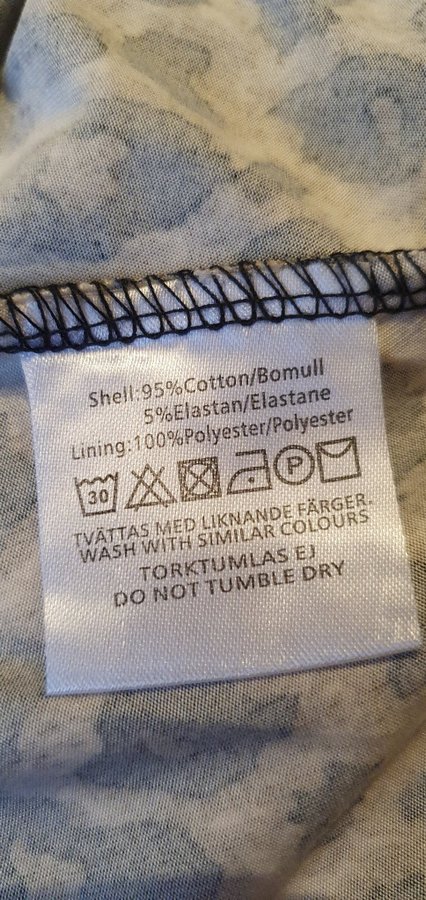 Shell:95%Cotton/Bomull
5%Elastan/Elastane
Lining:100%Polyester/Polyester
30 P
TVÄTTAS MED LIKNANDE FÄRGER.
WASH WITH SIMILAR COLOURS
TORKTUMLAS EJ
DO NOT TUMBLE DRY